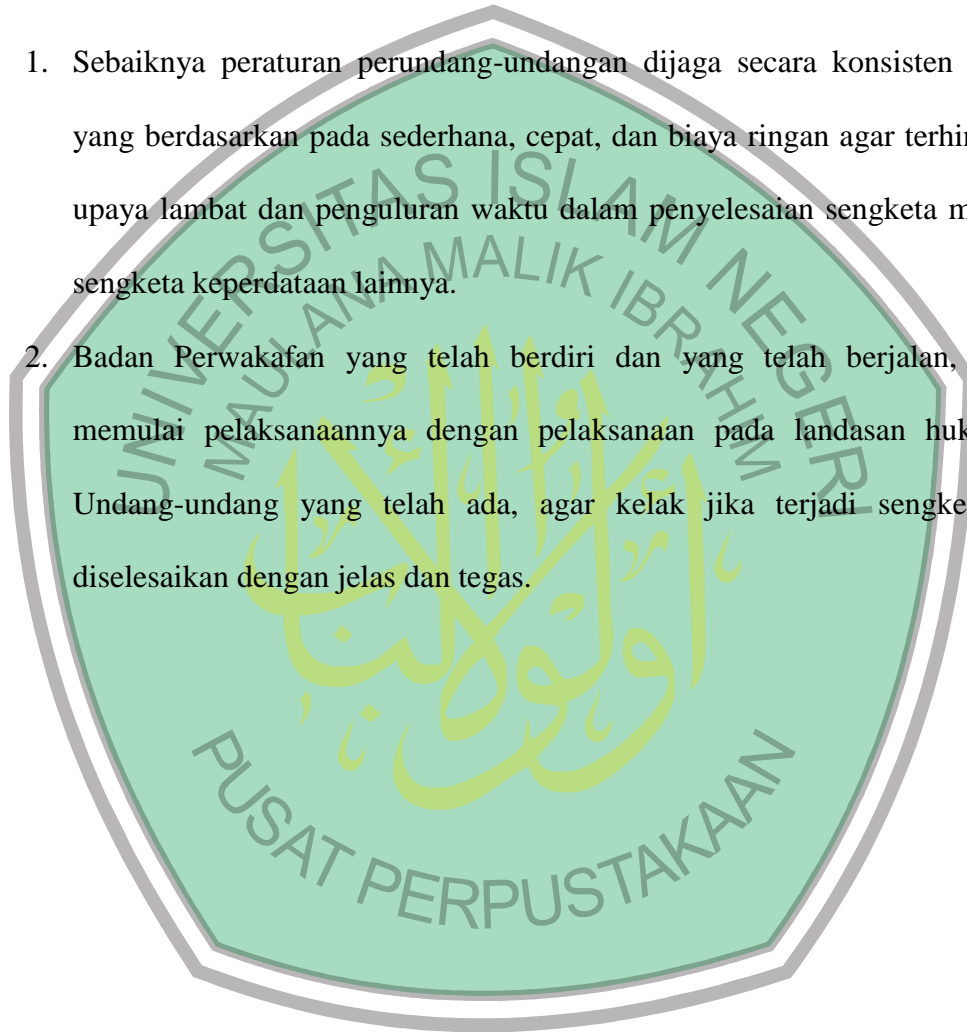 1. Sebaiknya peraturan perundang-undangan dijaga secara konsisten
yang berdasarkan pada sederhana, cepat, dan biaya ringan agar
upaya lambat dan penguluran waktu dalam penyelesaian sengketa
sengketa keperdataan lainnya.
2. Badan Perwakafan yang telah berdiri dan yang telah berjalan,
memulai pelaksanaannya dengan pelaksanaan pada landasan
Undang-undang yang telah ada, agar kelak jika terjadi
diselesaikan dengan jelas dan tegas.
UNIVERSITAS ISLAM NEGERI
MAULANA MALIK IBRAHIM
أولوا الألباب
PUSAT PERPUSTAKAAN